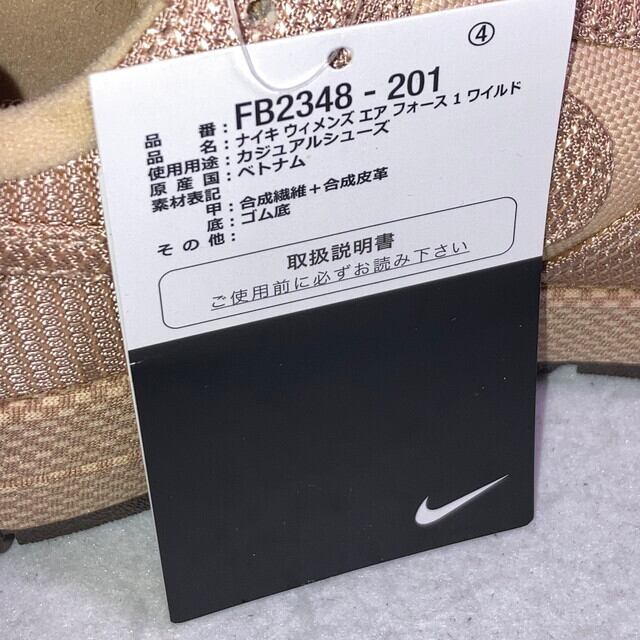 ④
品番：FB2348 - 201
品名：ナイキ ウィメンズ エア フォース 1 ワイルド
使用用途：カジュアルシューズ
原産国：ベトナム
素材表記
甲：合成繊維＋合成皮革
底：ゴム底
その他：
取扱説明書
ご使用前に必ずお読み下さい